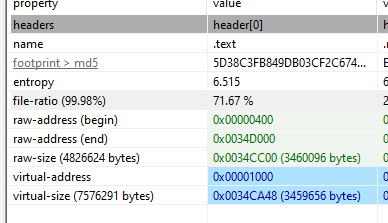 property value
headers header[0]
name .text
footprint > md5 5D38C3FB849DB03CF2C674...
entropy 6.515
file-ratio (99.98%) 71.67 %
raw-address (begin) 0x00000400
raw-address (end) 0x0034D000
raw-size (4826624 bytes) 0x0034CC00 (3460096 bytes)
virtual-address 0x00001000
virtual-size (7576291 bytes) 0x0034CA48 (3459656 bytes)